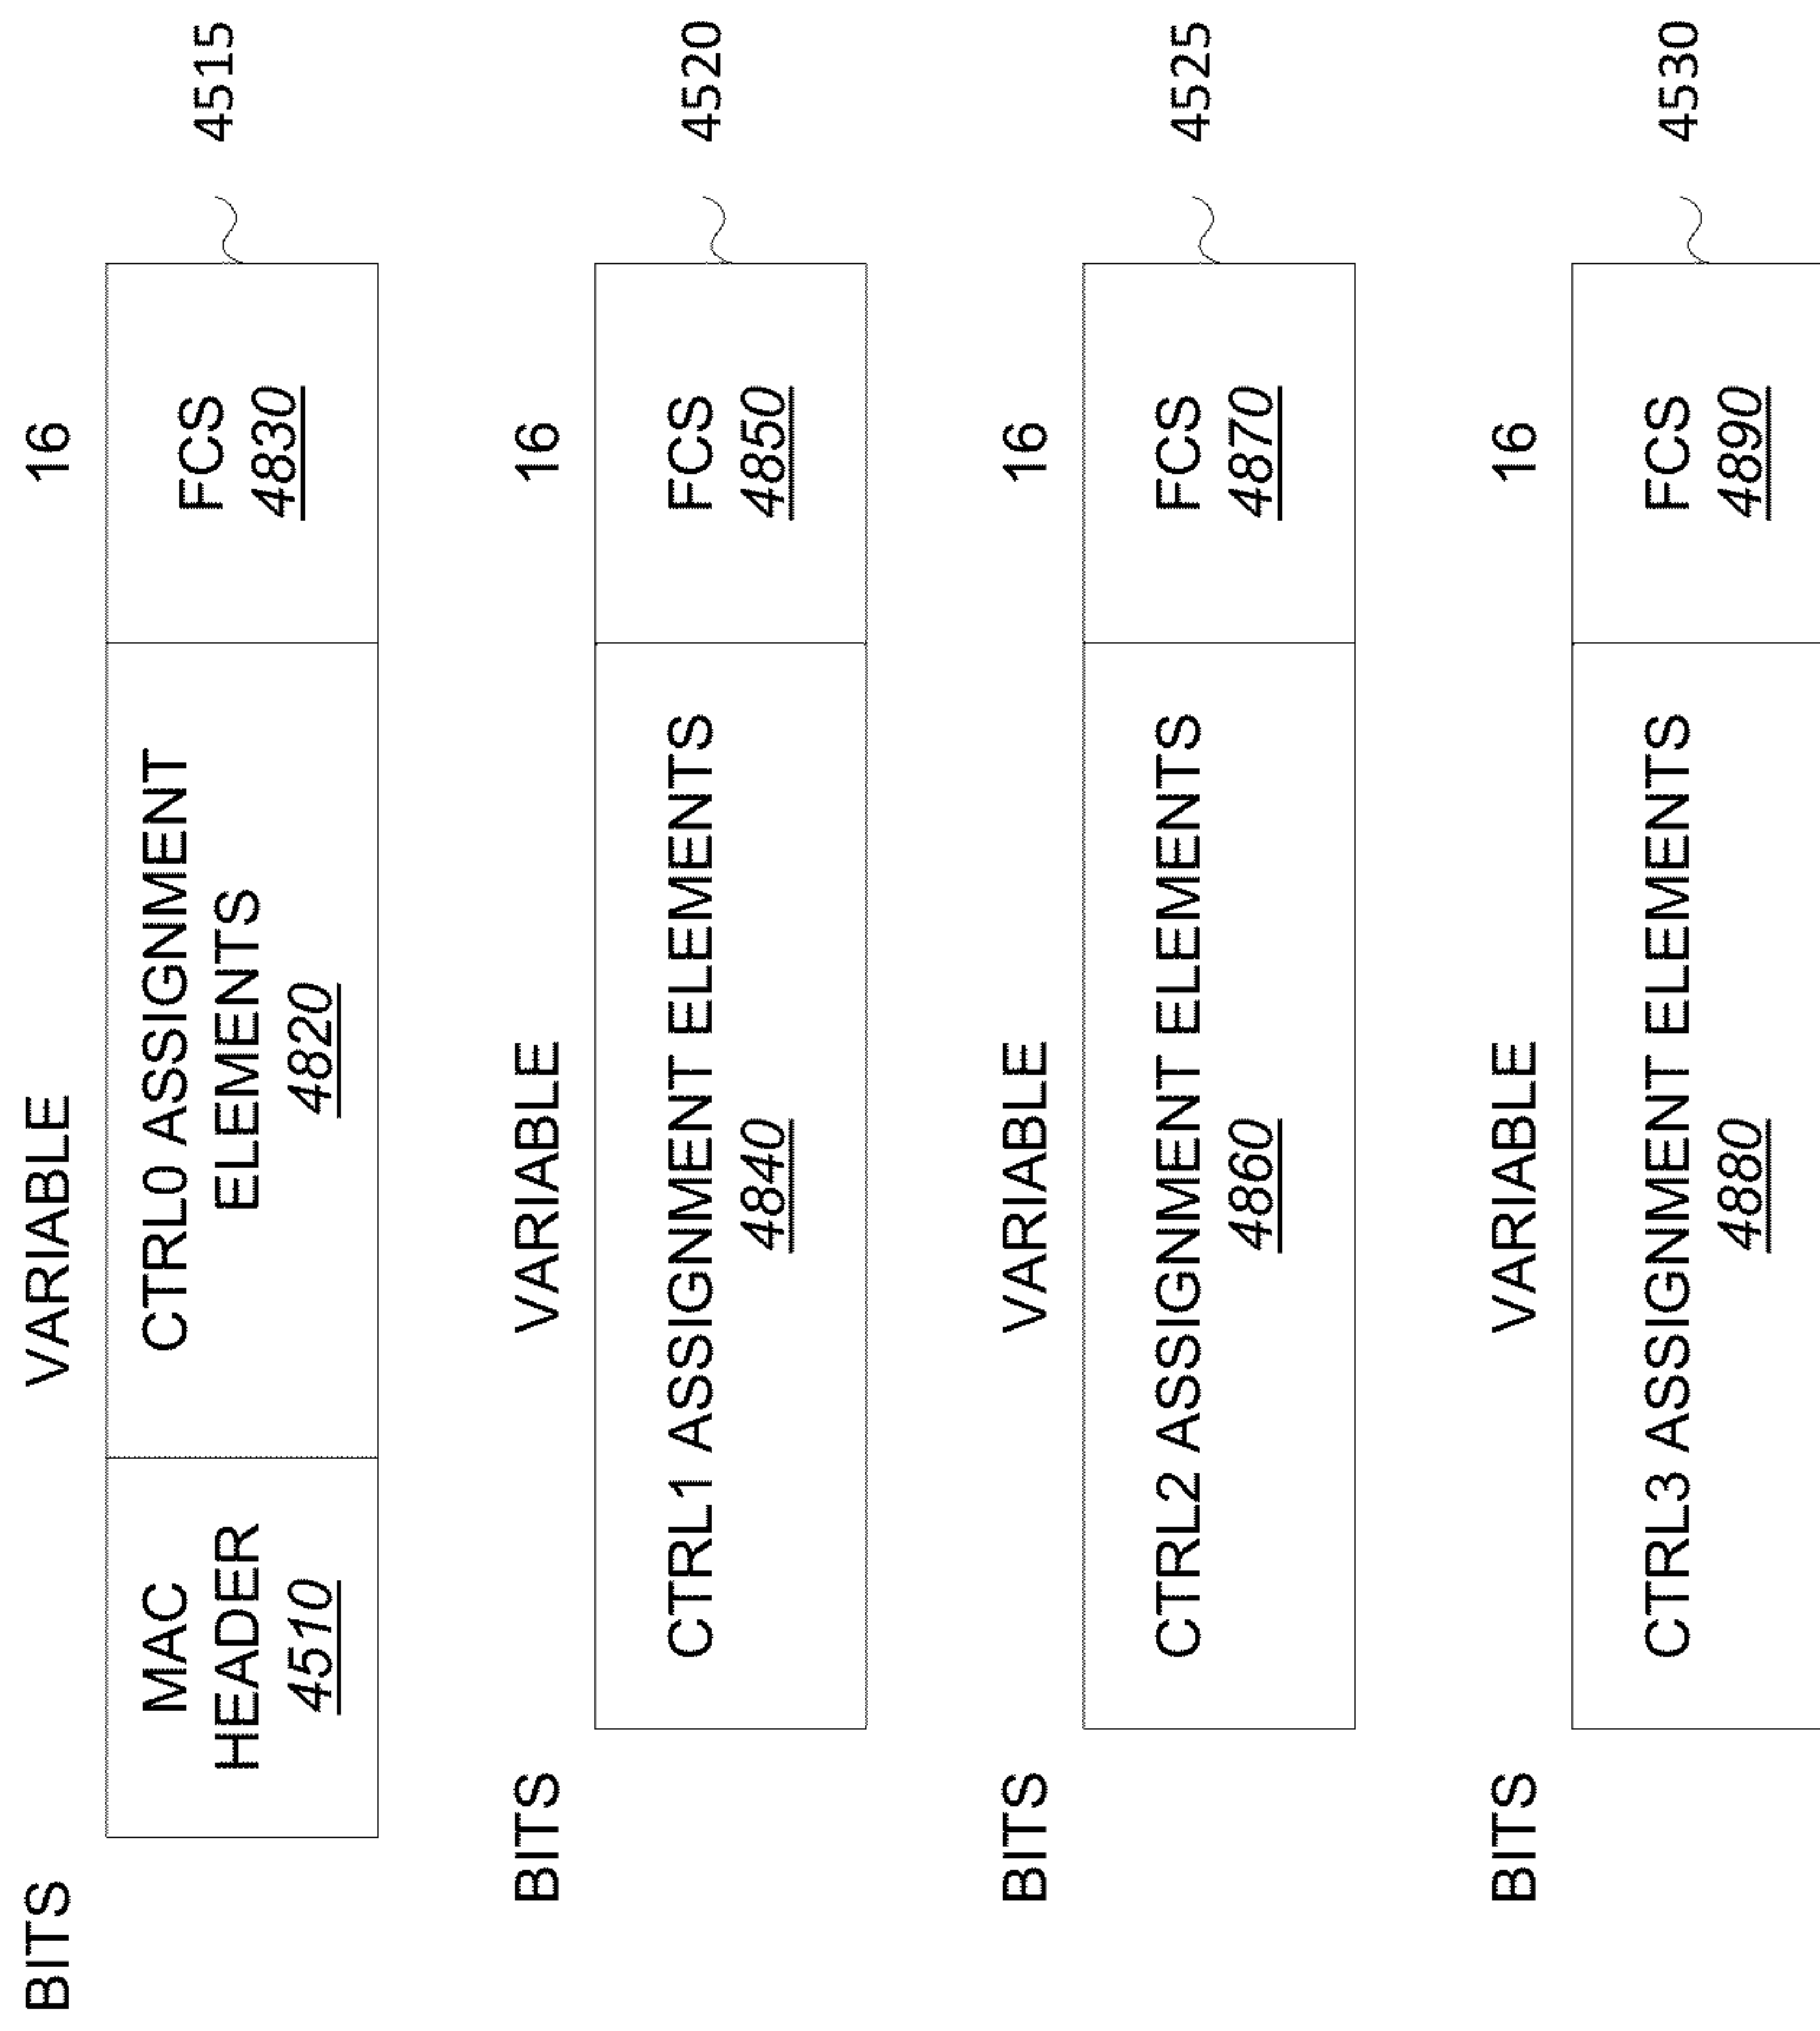 BITS VARIABLE 16
MAC
HEADER
4510
CTRL0 ASSIGNMENT
ELEMENTS
4820
FCS
4830
4515
BITS VARIABLE 16
CTRL1 ASSIGNMENT ELEMENTS
4840
FCS
4850
4520
BITS VARIABLE 16
CTRL2 ASSIGNMENT ELEMENTS
4860
FCS
4870
4525
BITS VARIABLE 16
CTRL3 ASSIGNMENT ELEMENTS
4880
FCS
4890
4530